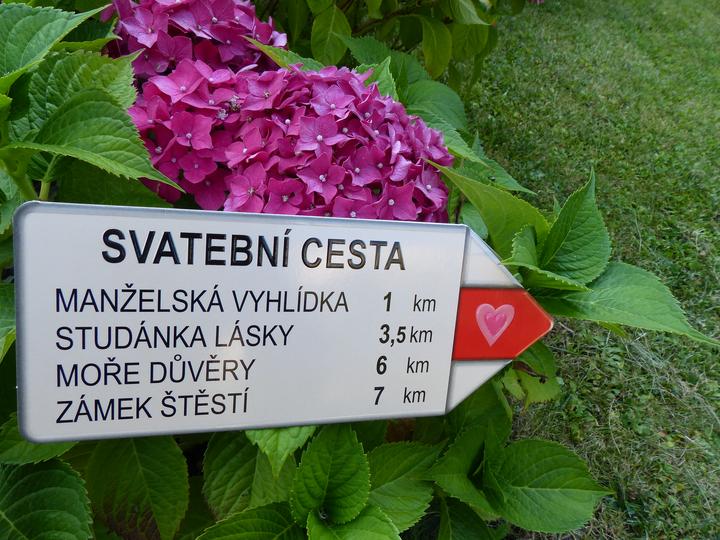 SVATEBNÍ CESTA
MANŽELSKÁ VYHLÍDKA 1 km
STUDÁNKA LÁSKY 3,5 km
MOŘE DŮVĚRY 6 km
ZÁMEK ŠTĚSTÍ 7 km